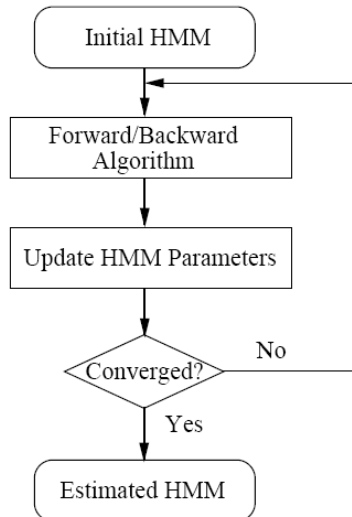 Initial HMM
Forward/Backward
Algorithm
Update HMM Parameters
Converged?
No
Yes
Estimated HMM